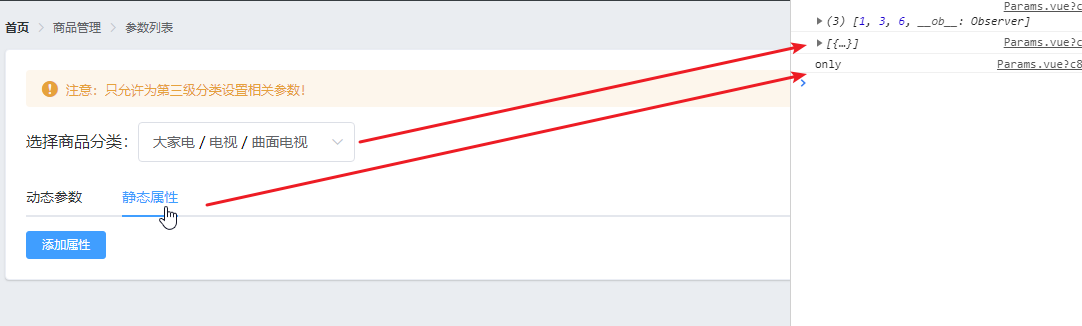 首页 > 商品管理 > 参数列表
注意：只允许为第三级分类设置相关参数！
选择商品分类： 大家电 / 电视 / 曲面电视
动态参数 静态属性
添加属性
Params.vue?c
(3) [1, 3, 6, __ob__: Observer]
[{…}] Params.vue?c
only Params.vue?c8